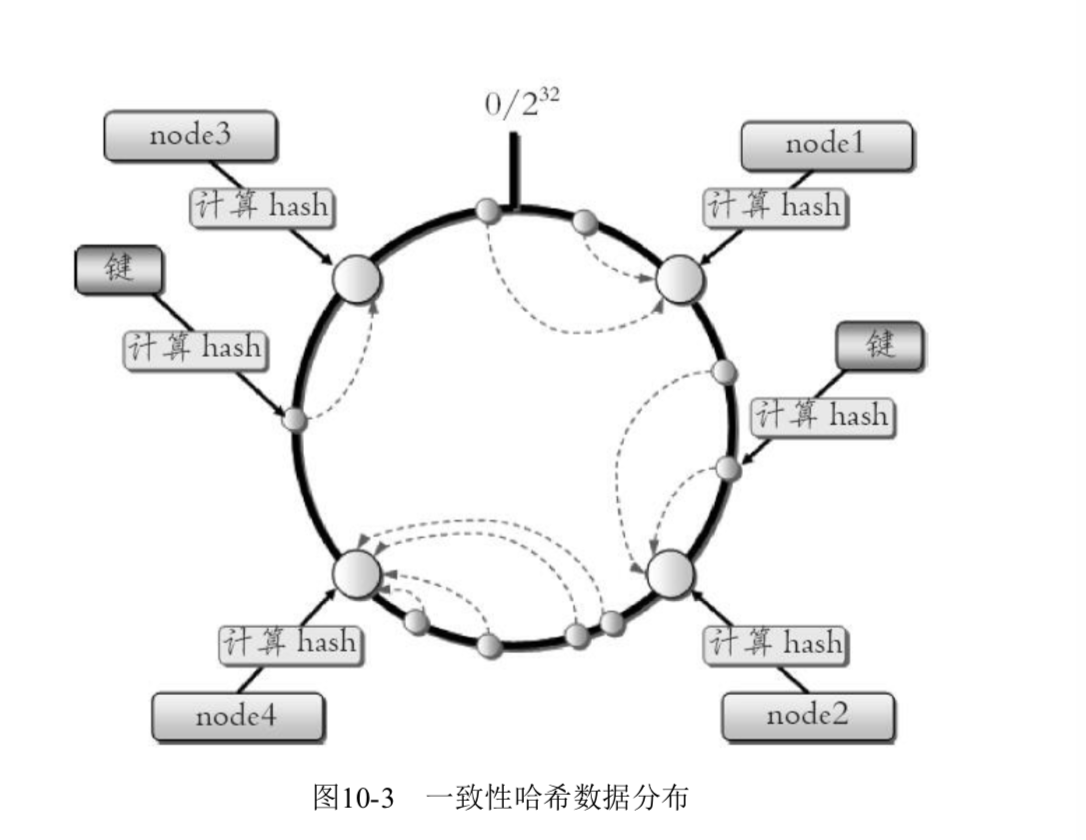 0/2³²
node3
node1
计算 hash
计算 hash
键
键
计算 hash
计算 hash
计算 hash
计算 hash
node4
node2
图10-3 一致性哈希数据分布